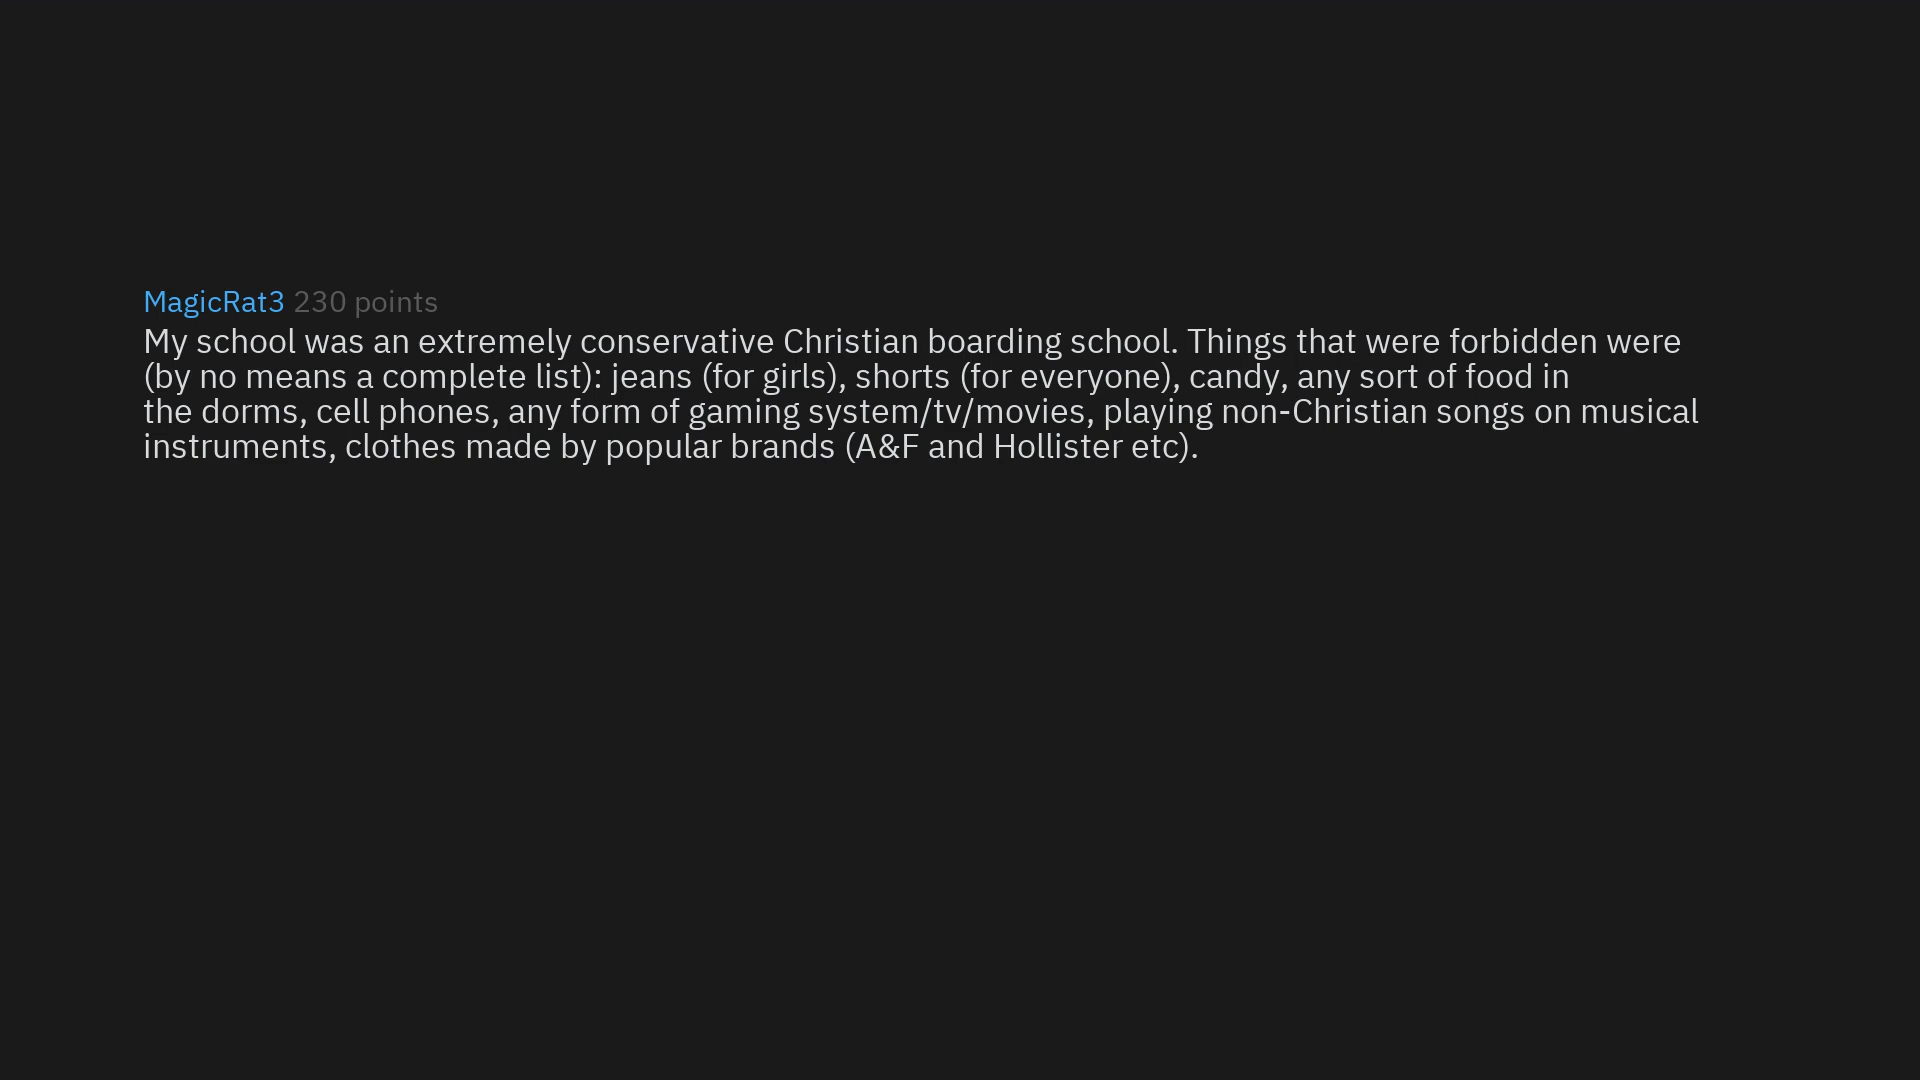 MagicRat3 230 points
My school was an extremely conservative Christian boarding school. Things that were forbidden were
(by no means a complete list): jeans (for girls), shorts (for everyone), candy, any sort of food in
the dorms, cell phones, any form of gaming system/tv/movies, playing non-Christian songs on musical
instruments, clothes made by popular brands (A&F and Hollister etc).